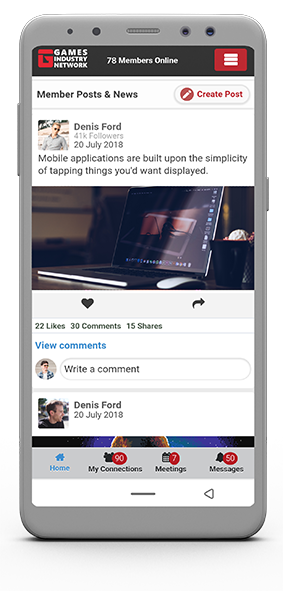 GAMES
INDUSTRY
NETWORK
78 Members Online
Member Posts & News
Create Post
Denis Ford
41k Followers
20 July 2018
Mobile applications are built upon the simplicity
of tapping things you'd want displayed.
22 Likes 30 Comments 15 Shares
View comments
Write a comment
Denis Ford
20 July 2018
90 7 50
Home My Connections Meetings Messages